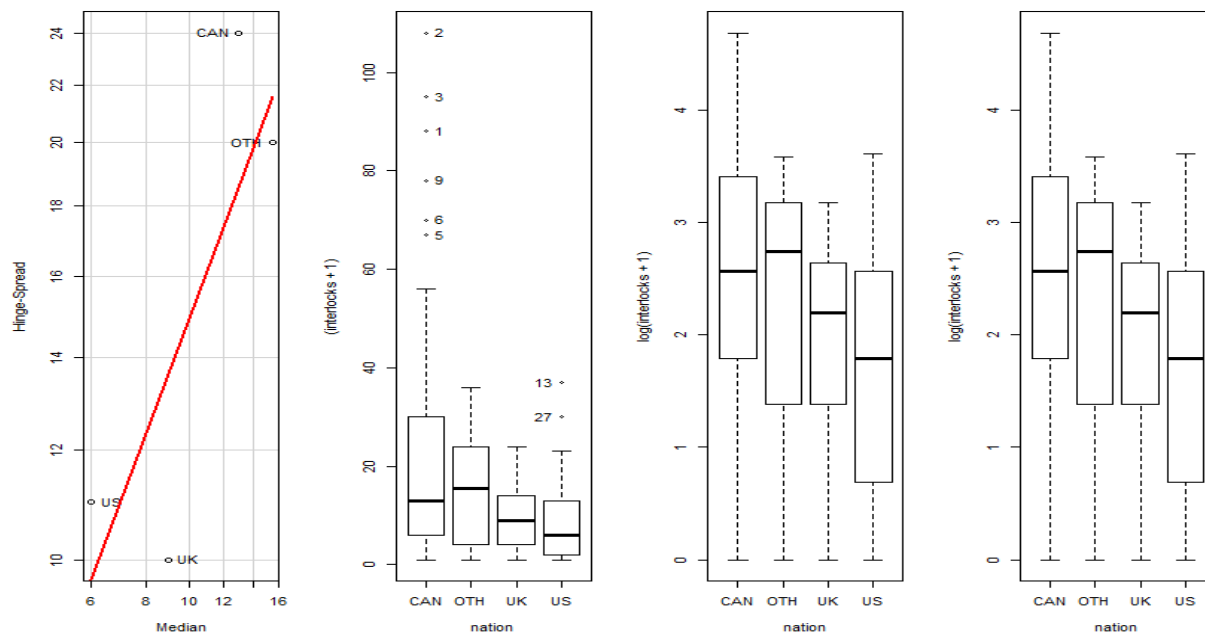 Hinge-Spread
24
22
20
18
16
14
12
10
CAN
OTH
US
UK
6 8 10 12 16
Median
(interlocks + 1)
100
80
60
40
20
0
2
3
1
9
6
5
13
27
CAN OTH UK US
nation
log(interlocks + 1)
4
3
2
1
0
CAN OTH UK US
nation
log(interlocks + 1)
4
3
2
1
0
CAN OTH UK US
nation